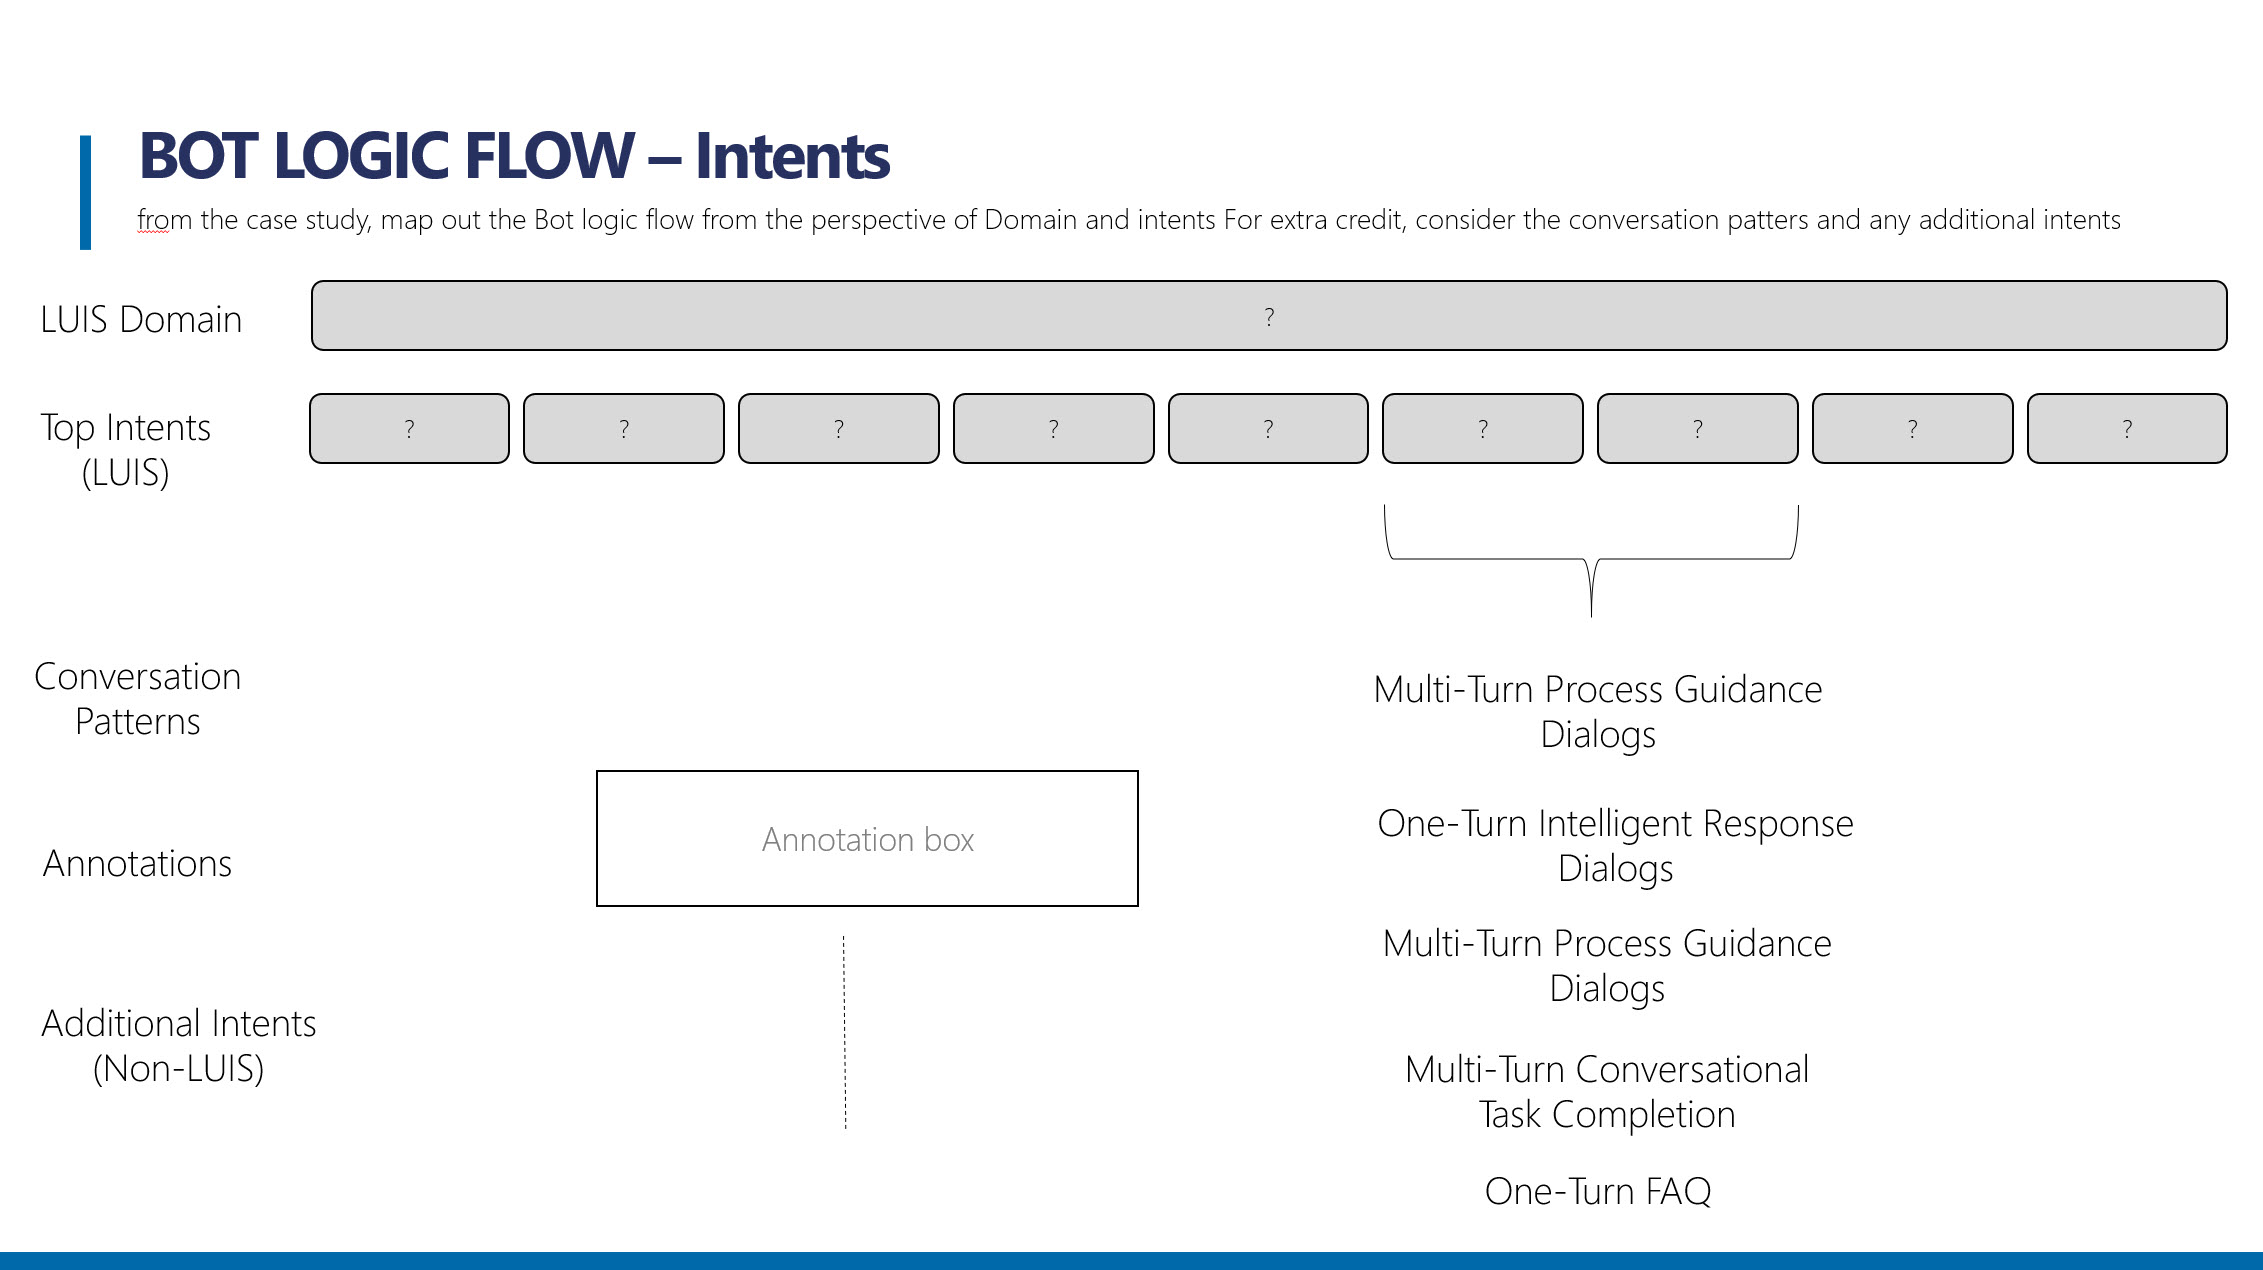 BOT LOGIC FLOW – Intents
from the case study, map out the Bot logic flow from the perspective of Domain and intents For extra credit, consider the conversation patters and any additional intents
LUIS Domain
?
Top Intents
(LUIS)
?
?
?
?
?
?
?
?
?
Conversation
Patterns
Multi-Turn Process Guidance
Dialogs
Annotation box
Annotations
One-Turn Intelligent Response
Dialogs
Multi-Turn Process Guidance
Dialogs
Additional Intents
(Non-LUIS)
Multi-Turn Conversational
Task Completion
One-Turn FAQ